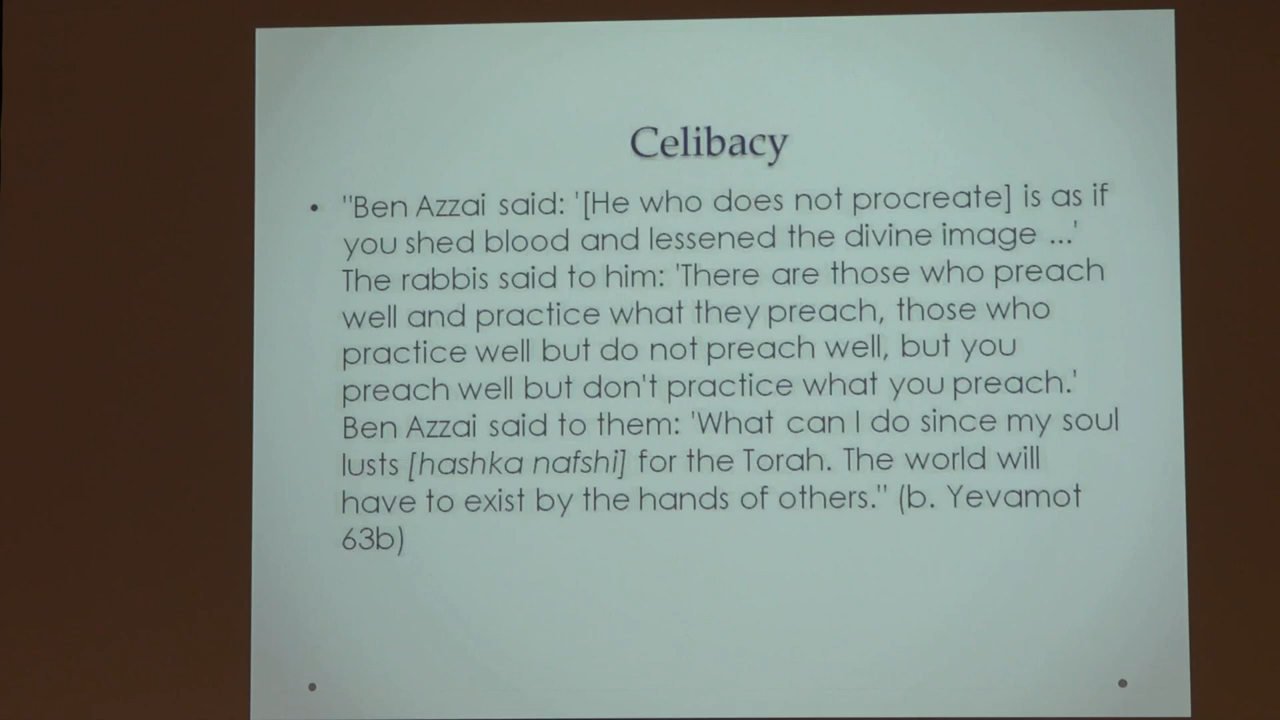 Celibacy
• "Ben Azzai said: '[He who does not procreate] is as if
you shed blood and lessened the divine image ...'
The rabbis said to him: 'There are those who preach
well and practice what they preach, those who
practice well but do not preach well, but you
preach well but don't practice what you preach.'
Ben Azzai said to them: 'What can I do since my soul
lusts [hashka nafshi] for the Torah. The world will
have to exist by the hands of others." (b. Yevamot
63b)